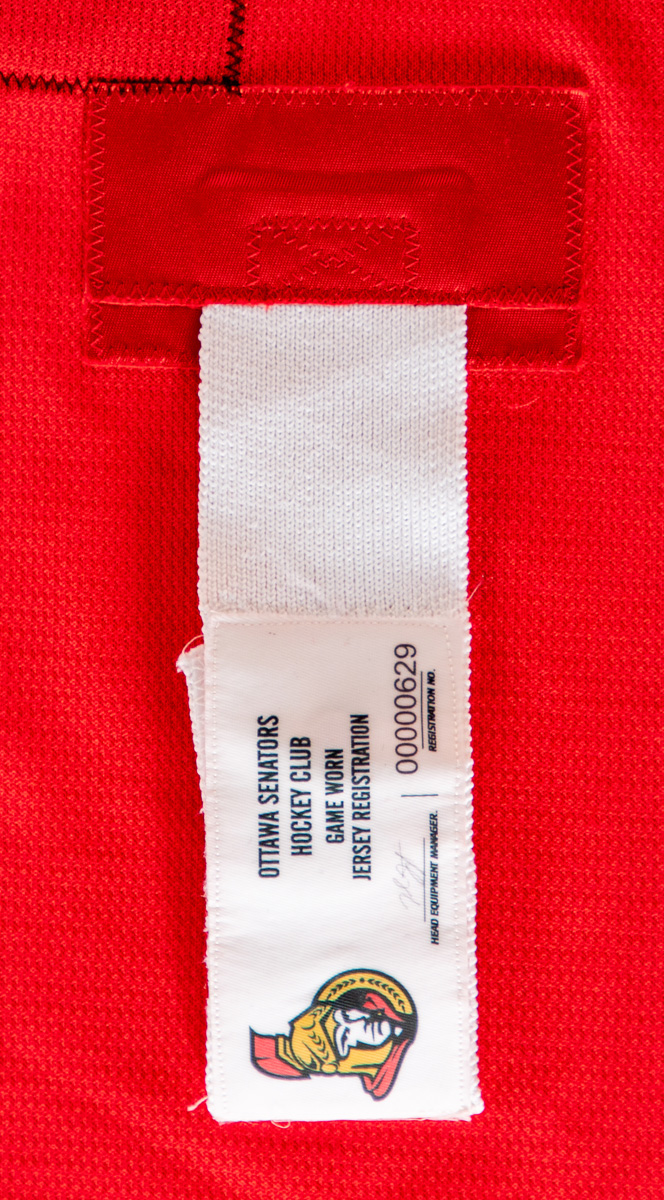 OTTAWA SENATORS
HOCKEY CLUB
GAME WORN
JERSEY REGISTRATION
00000629
HEAD EQUIPMENT MANAGER.
REGISTRATION NO.